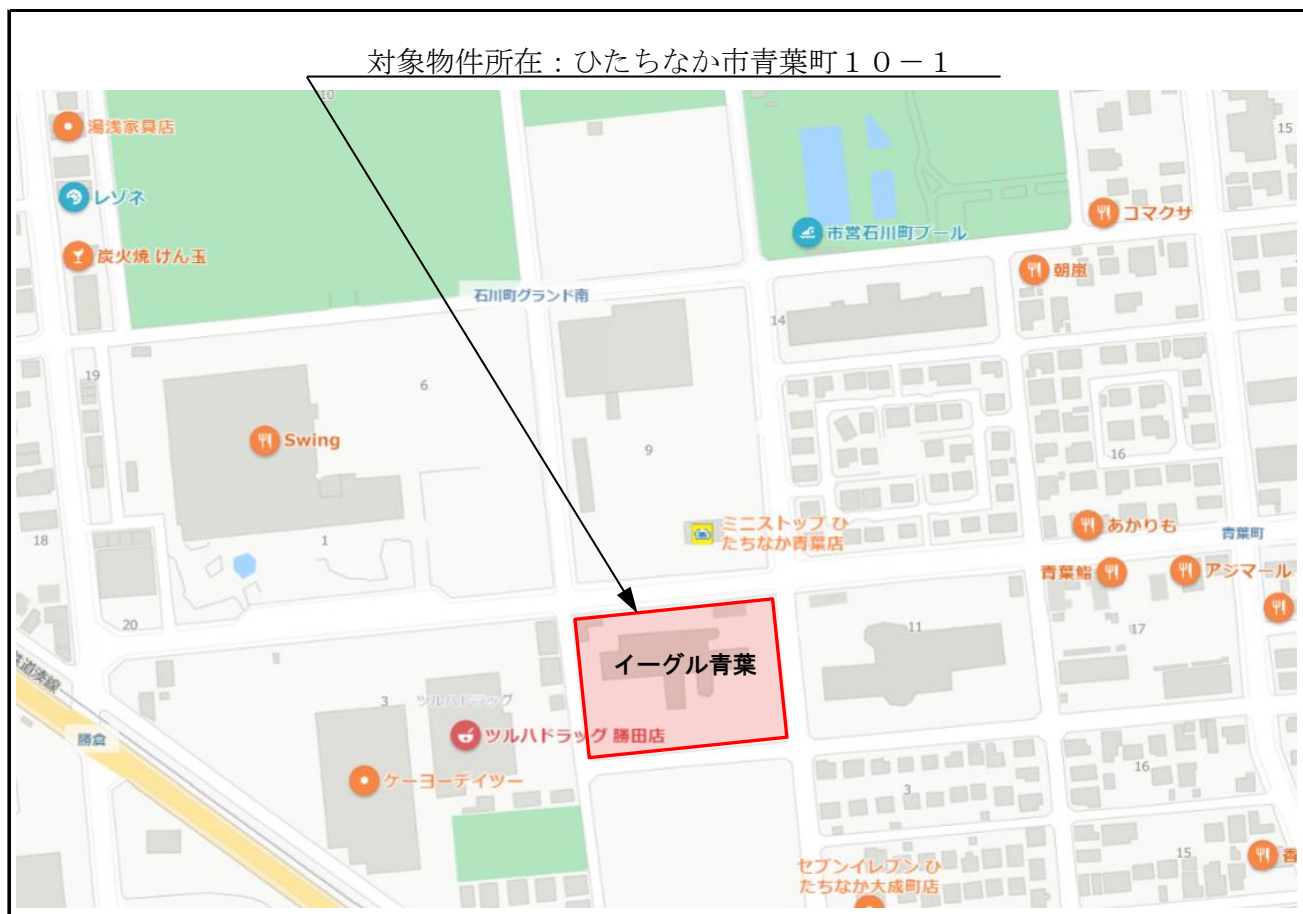 対象物件所在：ひたちなか市青葉町１０－１
10
湯浅家具店
15
レゾネ
コマクサ
市営石川町プール
炭火焼 けん玉
朝嵐
石川町グランド南
14
19
6
Swing
9
16
ミニストップ ひ
たちなか青葉店
あかりも
青葉町
18
1
青葉鮨
アジマール
20
11
17
イーグル青葉
鉄道湊線
3
ツルハドラッグ
ツルハドラッグ 勝田店
勝倉
ケーヨーデイツー
16
3
15
セブンイレブン ひ
たちなか大成町店
香